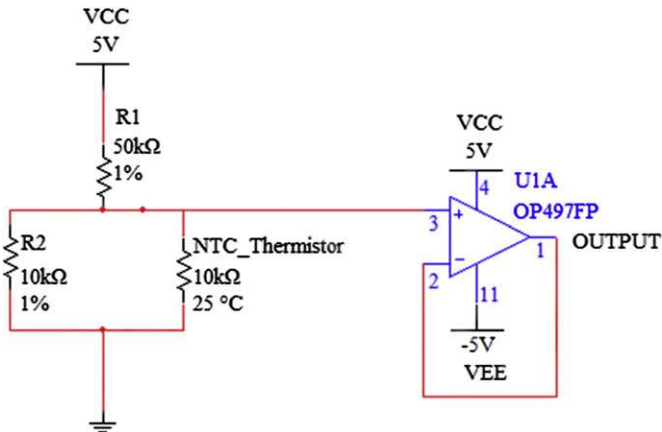 VCC
5V
R1
50kΩ
1%
R2
10kΩ
1%
NTC_Thermistor
10kΩ
25 °C
VCC
5V
4
U1A
OP497FP
3
+
1
OUTPUT
−
2
11
-5V
VEE